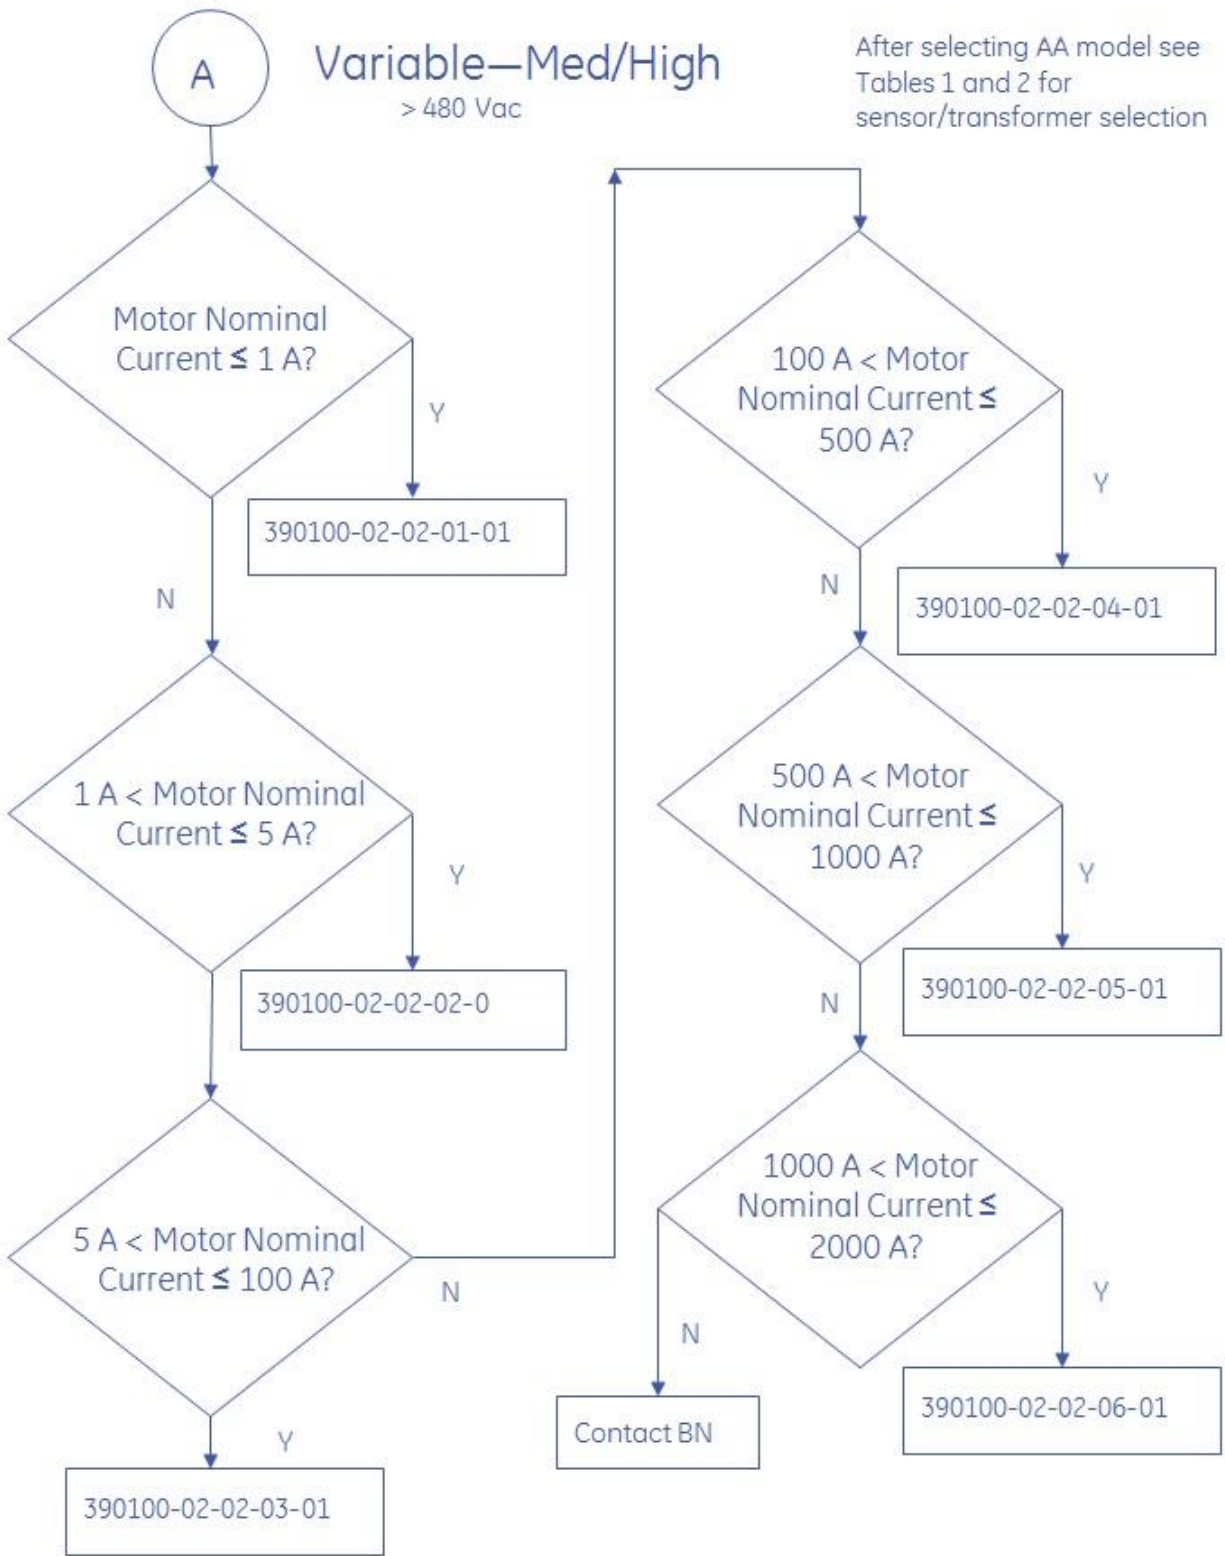 A
Variable—Med/High
> 480 Vac
After selecting AA model see
Tables 1 and 2 for
sensor/transformer selection
Motor Nominal
Current ≤ 1 A?
Y
390100-02-02-01-01
N
1 A < Motor Nominal
Current ≤ 5 A?
Y
390100-02-02-02-0
5 A < Motor Nominal
Current ≤ 100 A?
N
Y
390100-02-02-03-01
100 A < Motor
Nominal Current ≤
500 A?
Y
390100-02-02-04-01
N
500 A < Motor
Nominal Current ≤
1000 A?
Y
390100-02-02-05-01
N
1000 A < Motor
Nominal Current ≤
2000 A?
Y
N
Contact BN
390100-02-02-06-01